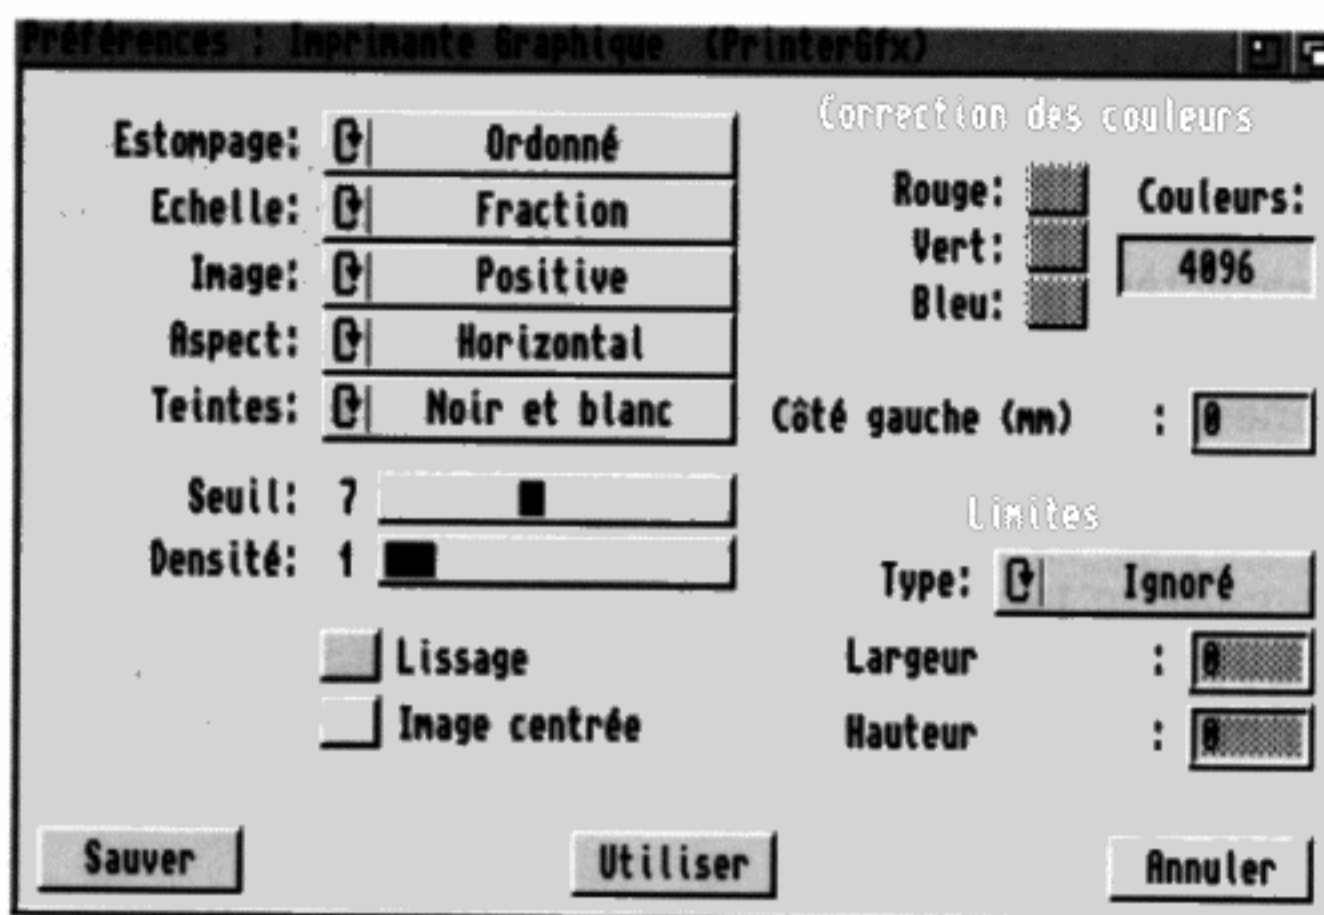 Préférences : Imprimante Graphique (PrinterGfx)
Estompage: Ordonné
Echelle: Fraction
Image: Positive
Aspect: Horizontal
Teintes: Noir et blanc
Seuil: 7
Densité: 1
Lissage
Image centrée
Correction des couleurs
Rouge:
Vert:
Bleu:
Couleurs:
4096
Côté gauche (mm) : 0
Limites
Type: Ignoré
Largeur : 0
Hauteur : 0
Sauver
Utiliser
Annuler